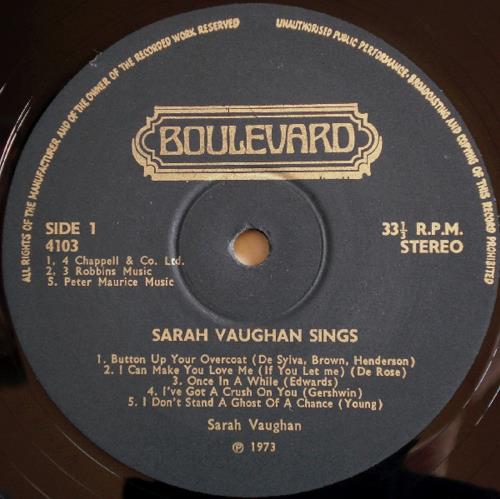 ALL RIGHTS OF THE MANUFACTURER AND OF THE OWNER OF THE RECORDED WORK RESERVED
UNAUTHORISED PUBLIC PERFORMANCE, BROADCASTING AND COPYING OF THIS RECORD PROHIBITED
BOULEVARD
SIDE 1
4103
1., 4 Chappell & Co. Ltd.
2., 3 Robbins Music
5. Peter Maurice Music
33⅓ R.P.M.
STEREO
SARAH VAUGHAN SINGS
1. Button Up Your Overcoat (De Sylva, Brown, Henderson)
2. I Can Make You Love Me (If You Let me) (De Rose)
3. Once In A While (Edwards)
4. I've Got A Crush On You (Gershwin)
5. I Don't Stand A Ghost Of A Chance (Young)
Sarah Vaughan
℗ 1973